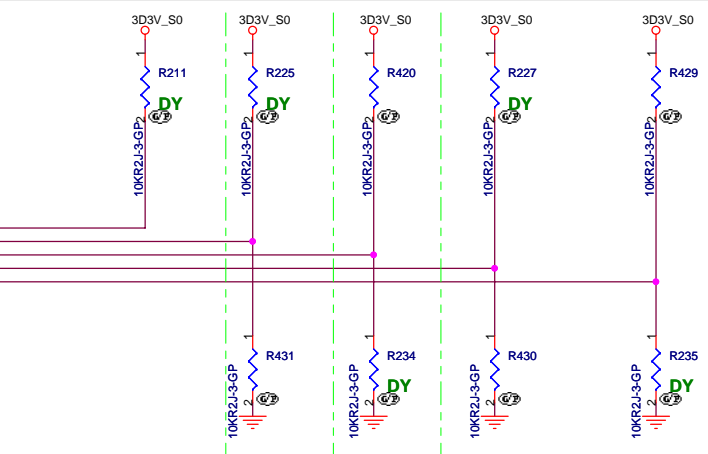 3D3V_S0 3D3V_S0 3D3V_S0 3D3V_S0 3D3V_S0
1 1 1 1 1
R211 R225 R420 R227 R429
DY DY DY
G/P G/P G/P G/P G/P
2 2 2 2 2
10KR2J-3-GP 10KR2J-3-GP 10KR2J-3-GP 10KR2J-3-GP 10KR2J-3-GP
1 1 1 1
R431 R234 R430 R235
DY DY
G/P G/P G/P G/P
2 2 2 2
10KR2J-3-GP 10KR2J-3-GP 10KR2J-3-GP 10KR2J-3-GP